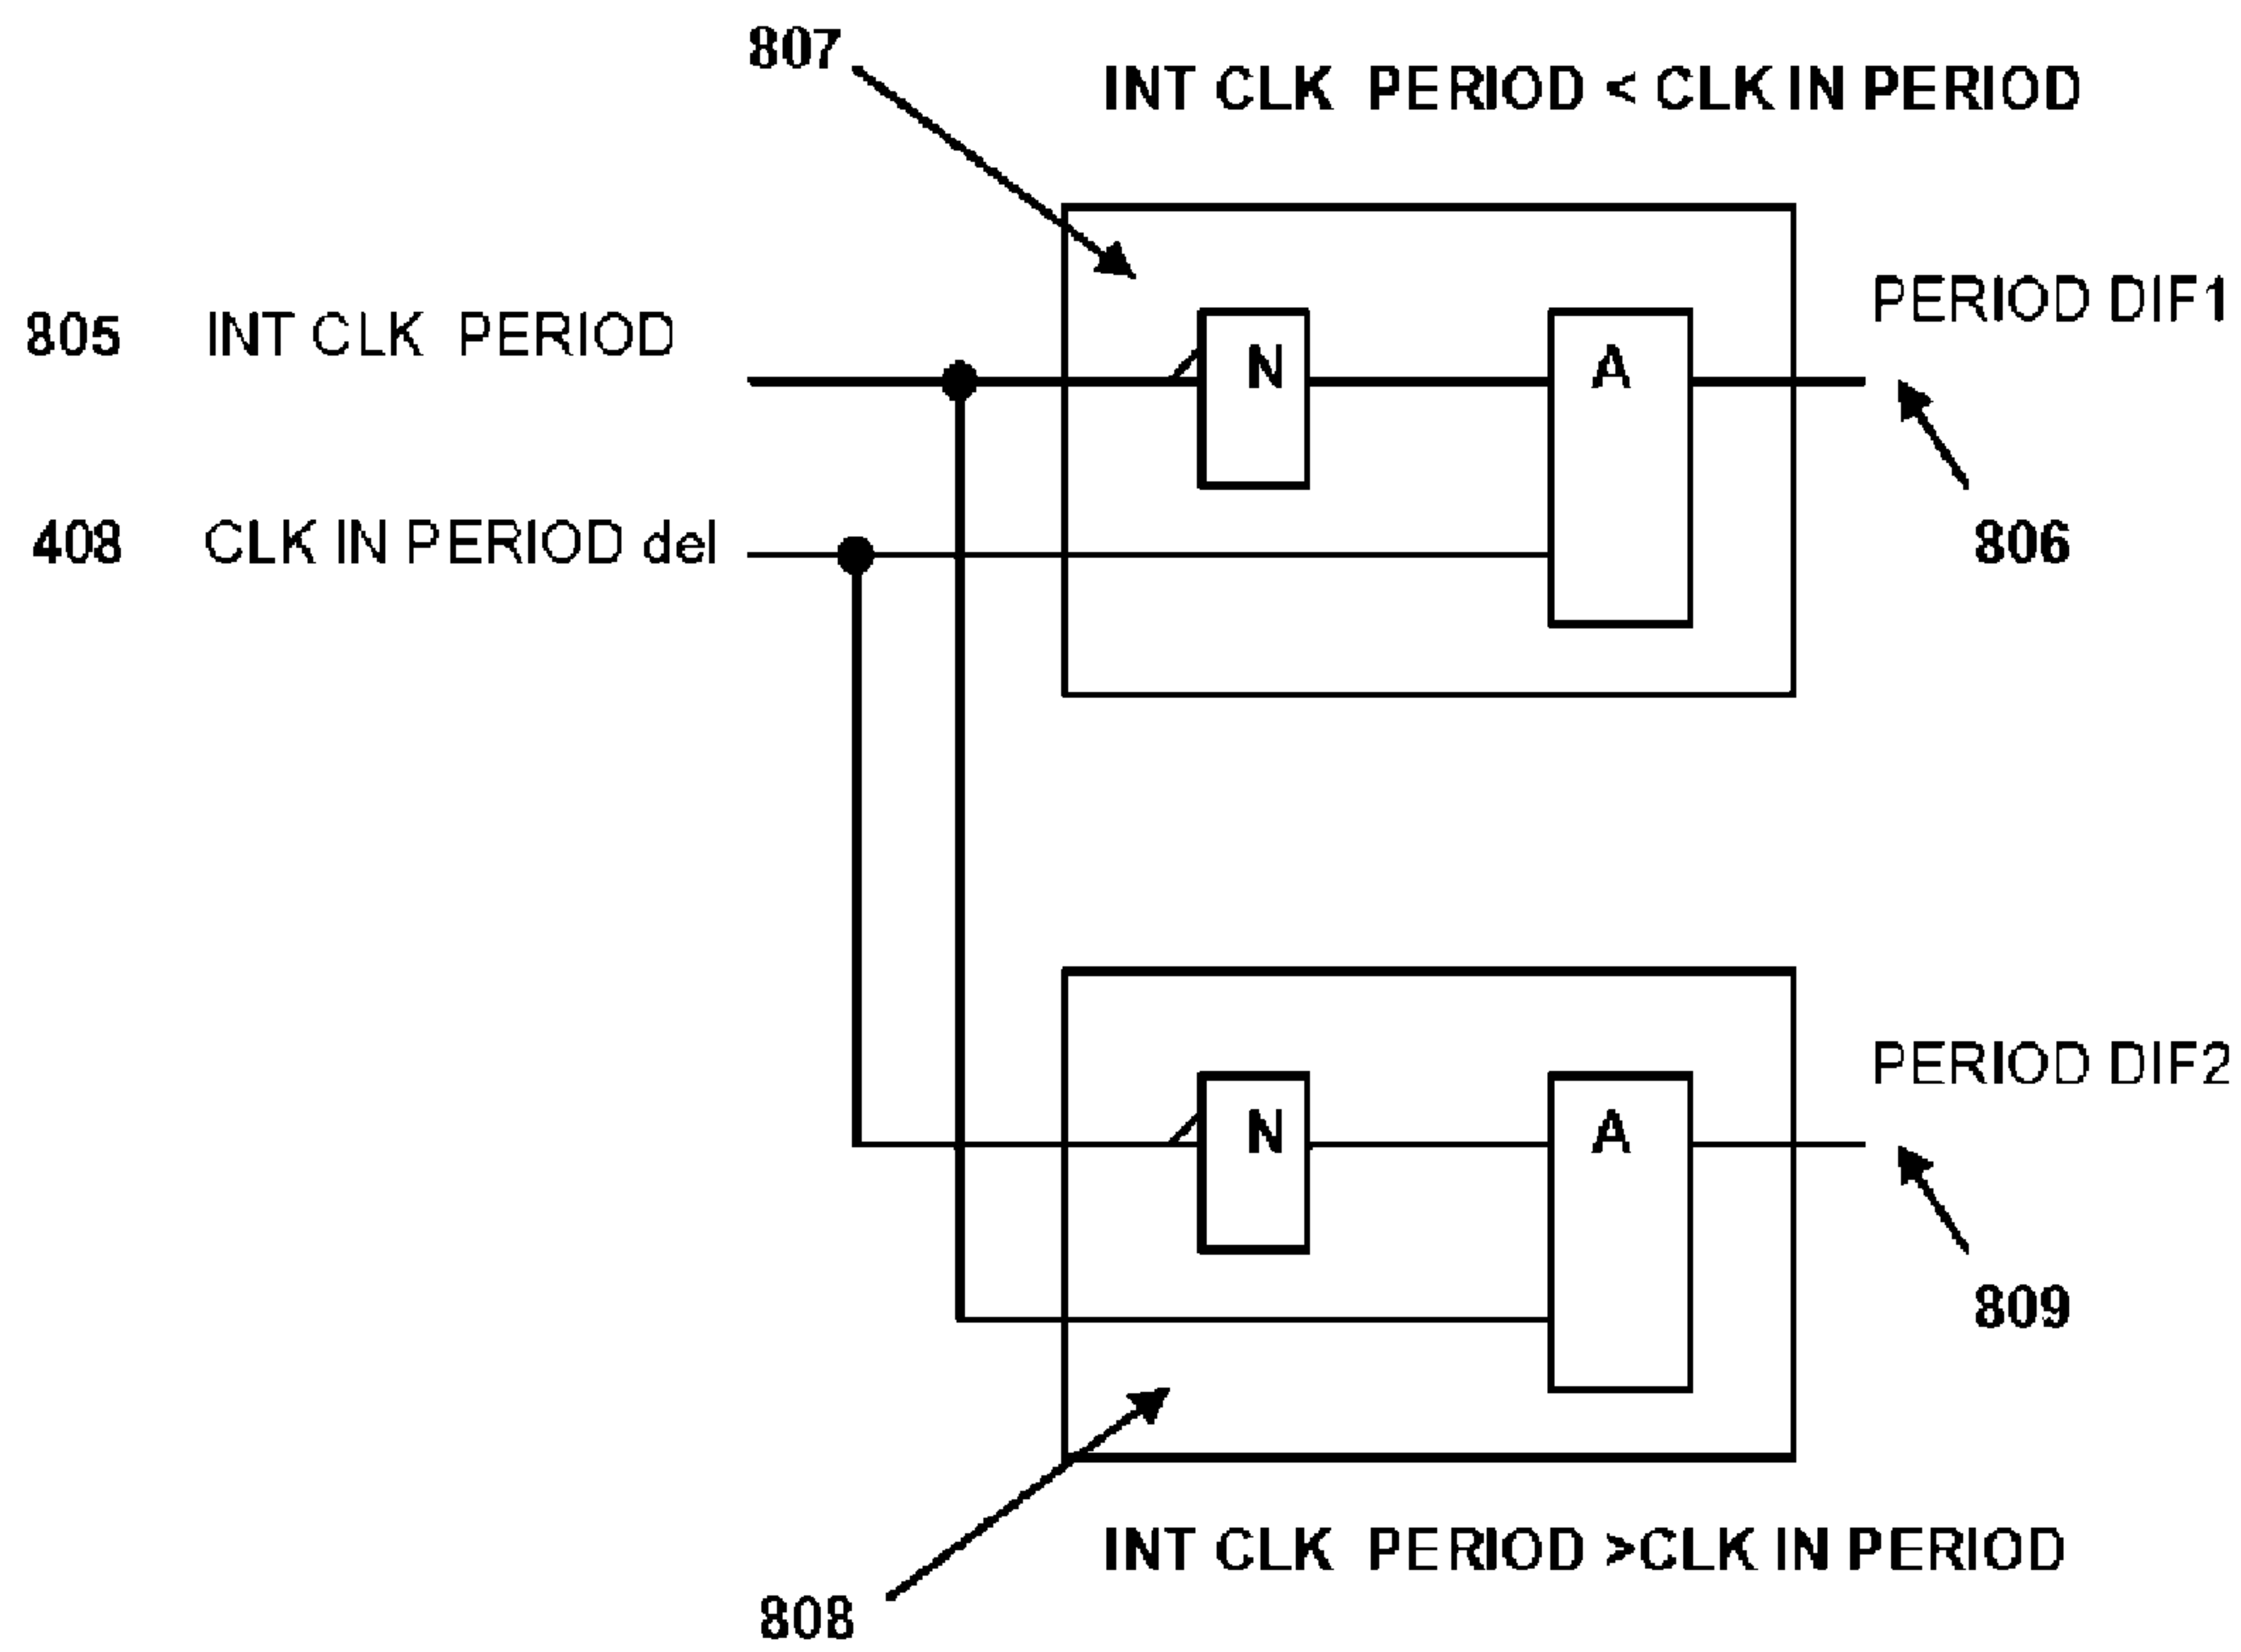 807
INT CLK PERIOD < CLK IN PERIOD
805 INT CLK PERIOD
PERIOD DIF1
N
A
408 CLK IN PERIOD del
806
PERIOD DIF2
N
A
809
INT CLK PERIOD >CLK IN PERIOD
808